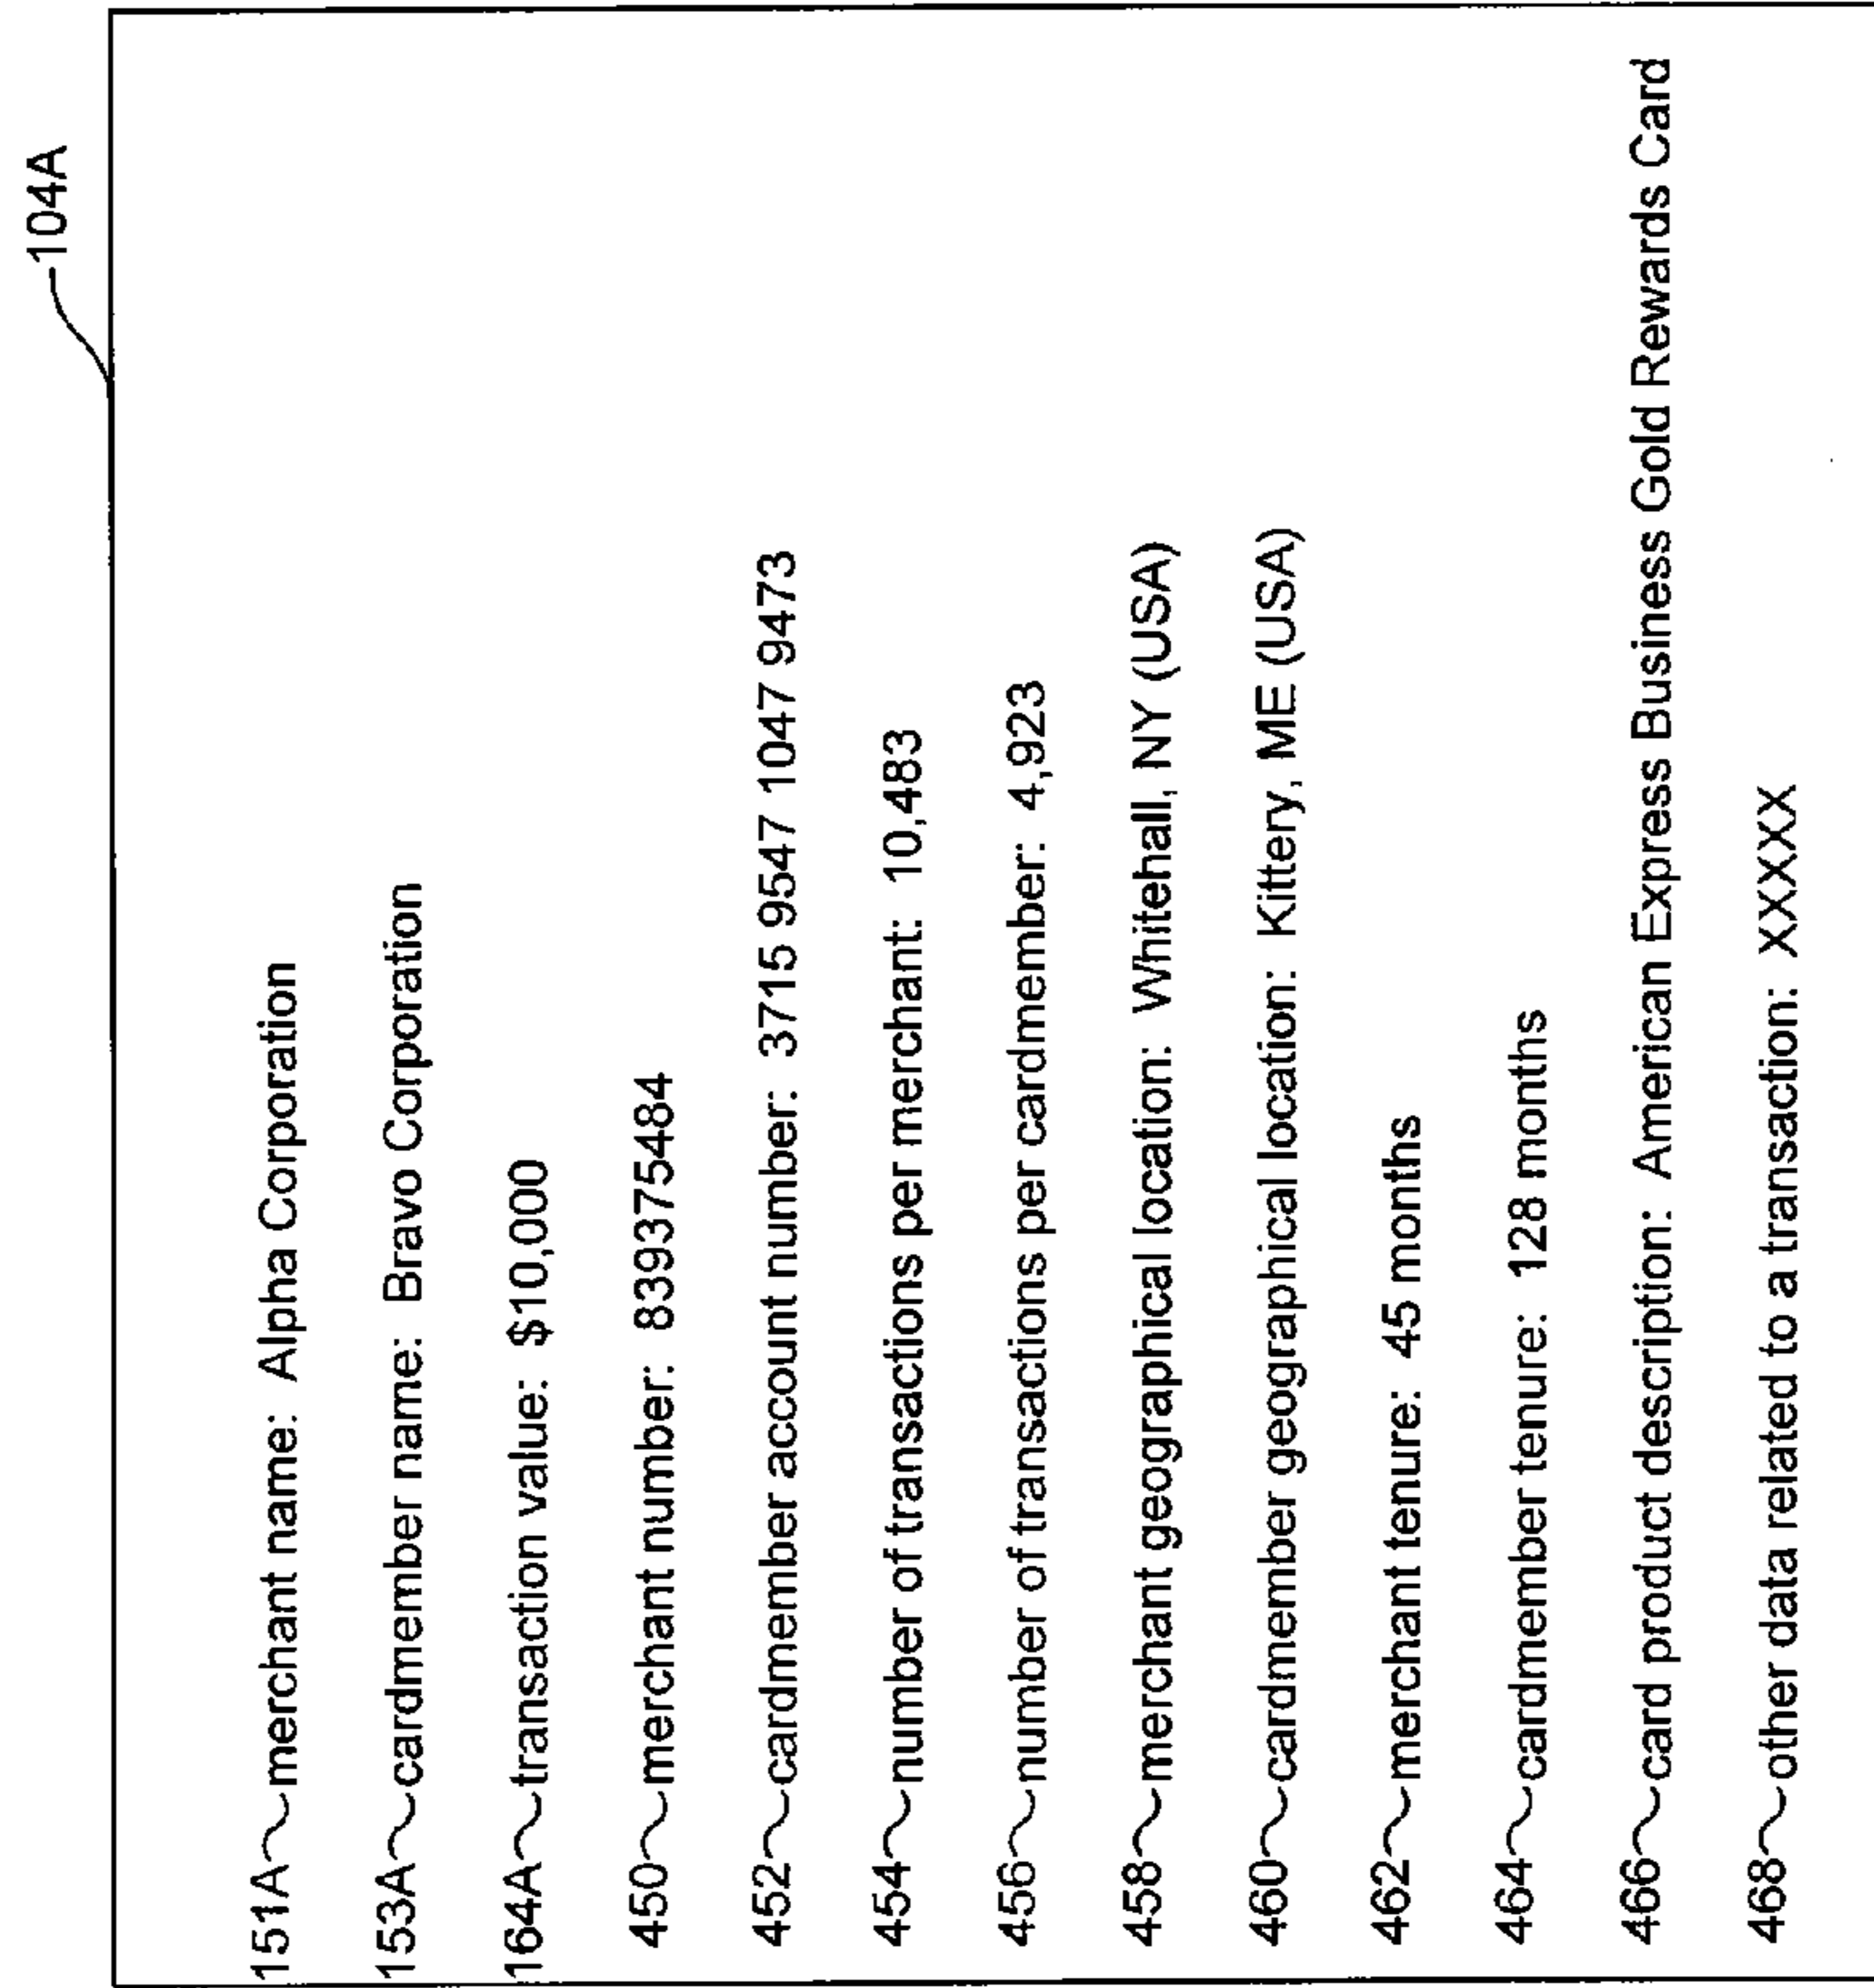 104A
151A merchant name: Alpha Corporation
153A cardmember name: Bravo Corporation
164A transaction value: $10,000
450 merchant number: 839375484
452 cardmember account number: 3715 9547 1047 9473
454 number of transactions per merchant: 10,483
456 number of transactions per cardmember: 4,923
458 merchant geographical location: Whitehall, NY (USA)
460 cardmember geographical location: Kittery, ME (USA)
462 merchant tenure: 45 months
464 cardmember tenure: 128 months
466 card product description: American Express Business Gold Rewards Card
468 other data related to a transaction: XXXXX